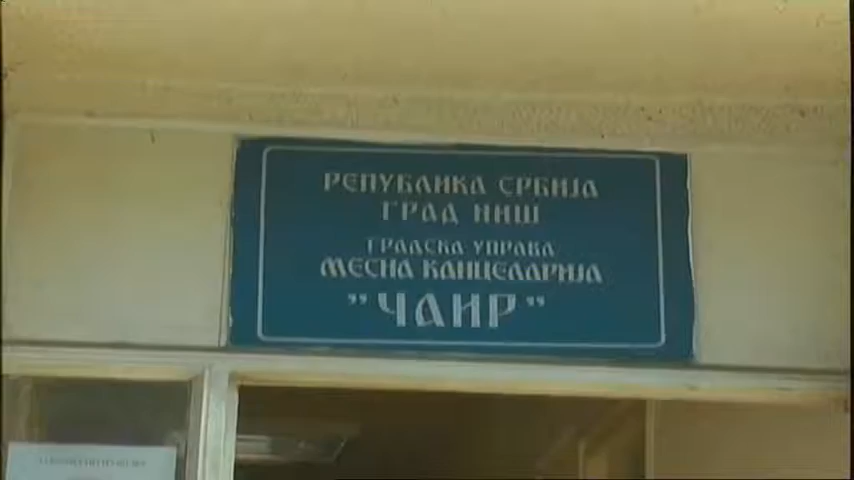 РЕПУБЛИКА СРБИЈА
ГРАД НИШ
ГРАДСКА УПРАВА
МЕСНА КАНЦЕЛАРИЈА
"ЧАИР"